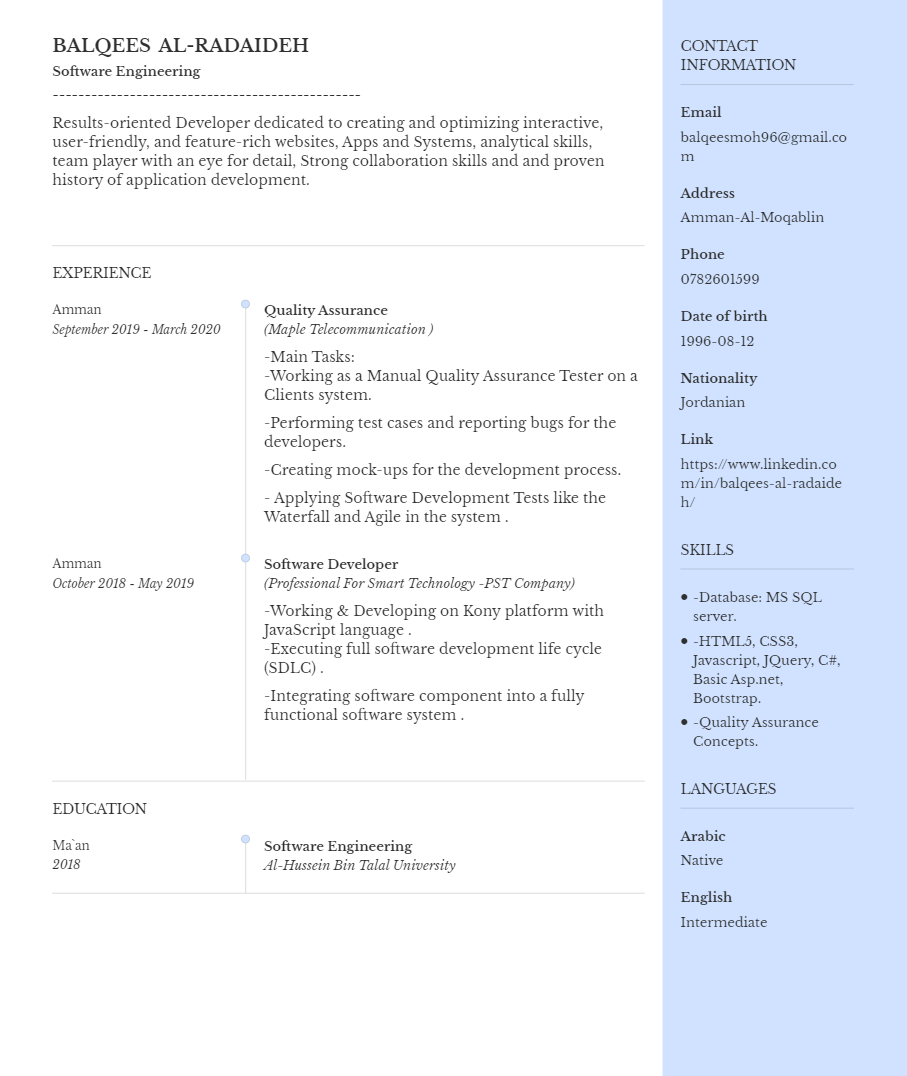 BALQEES AL-RADAIDEH
Software Engineering
------------------------------------------------
Results-oriented Developer dedicated to creating and optimizing interactive,
user-friendly, and feature-rich websites, Apps and Systems, analytical skills,
team player with an eye for detail, Strong collaboration skills and and proven
history of application development.
EXPERIENCE
Amman
September 2019 - March 2020
Quality Assurance
(Maple Telecommunication )
-Main Tasks:
-Working as a Manual Quality Assurance Tester on a
Clients system.
-Performing test cases and reporting bugs for the
developers.
-Creating mock-ups for the development process.
- Applying Software Development Tests like the
Waterfall and Agile in the system .
Amman
October 2018 - May 2019
Software Developer
(Professional For Smart Technology -PST Company)
-Working & Developing on Kony platform with
JavaScript language .
-Executing full software development life cycle
(SDLC) .
-Integrating software component into a fully
functional software system .
EDUCATION
Ma`an
2018
Software Engineering
Al-Hussein Bin Talal University
CONTACT
INFORMATION
Email
balqeesmoh96@gmail.co
m
Address
Amman-Al-Moqablin
Phone
0782601599
Date of birth
1996-08-12
Nationality
Jordanian
Link
https://www.linkedin.co
m/in/balqees-al-radaide
h/
SKILLS
● -Database: MS SQL
server.
● -HTML5, CSS3,
Javascript, JQuery, C#,
Basic Asp.net,
Bootstrap.
● -Quality Assurance
Concepts.
LANGUAGES
Arabic
Native
English
Intermediate